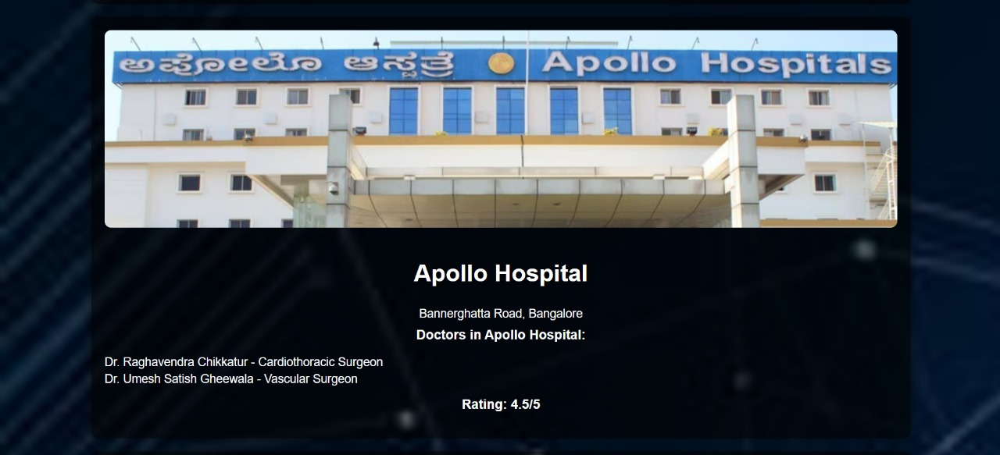 ಅಪೋಲೊ ಆಸ್ಪತ್ರೆ Apollo Hospitals
Apollo Hospital
Bannerghatta Road, Bangalore
Doctors in Apollo Hospital:
Dr. Raghavendra Chikkatur - Cardiothoracic Surgeon
Dr. Umesh Satish Gheewala - Vascular Surgeon
Rating: 4.5/5